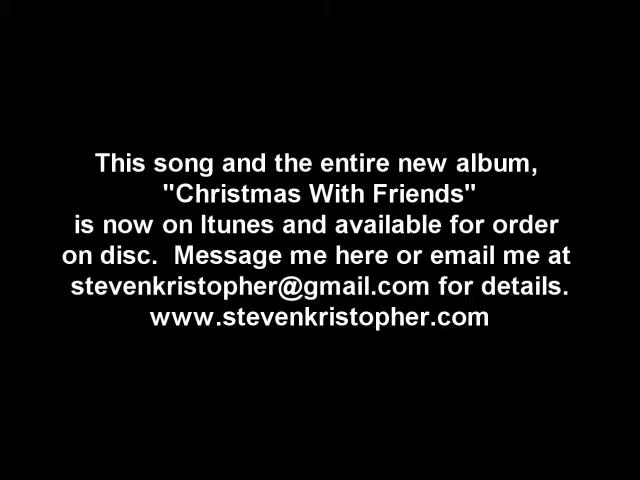 This song and the entire new album,
"Christmas With Friends"
is now on Itunes and available for order
on disc.  Message me here or email me at
stevenkristopher@gmail.com for details.
www.stevenkristopher.com